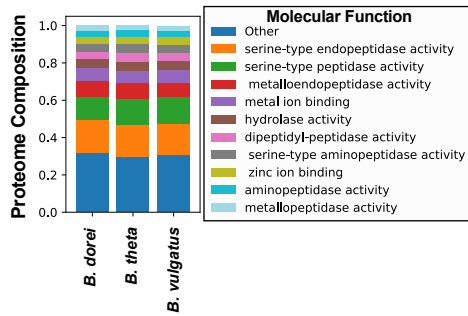 Proteome Composition
1.0
0.8
0.6
0.4
0.2
0.0
B. dorei
B. theta
B. vulgatus
Molecular Function
Other
serine-type endopeptidase activity
serine-type peptidase activity
metalloendopeptidase activity
metal ion binding
hydrolase activity
dipeptidyl-peptidase activity
serine-type aminopeptidase activity
zinc ion binding
aminopeptidase activity
metallopeptidase activity